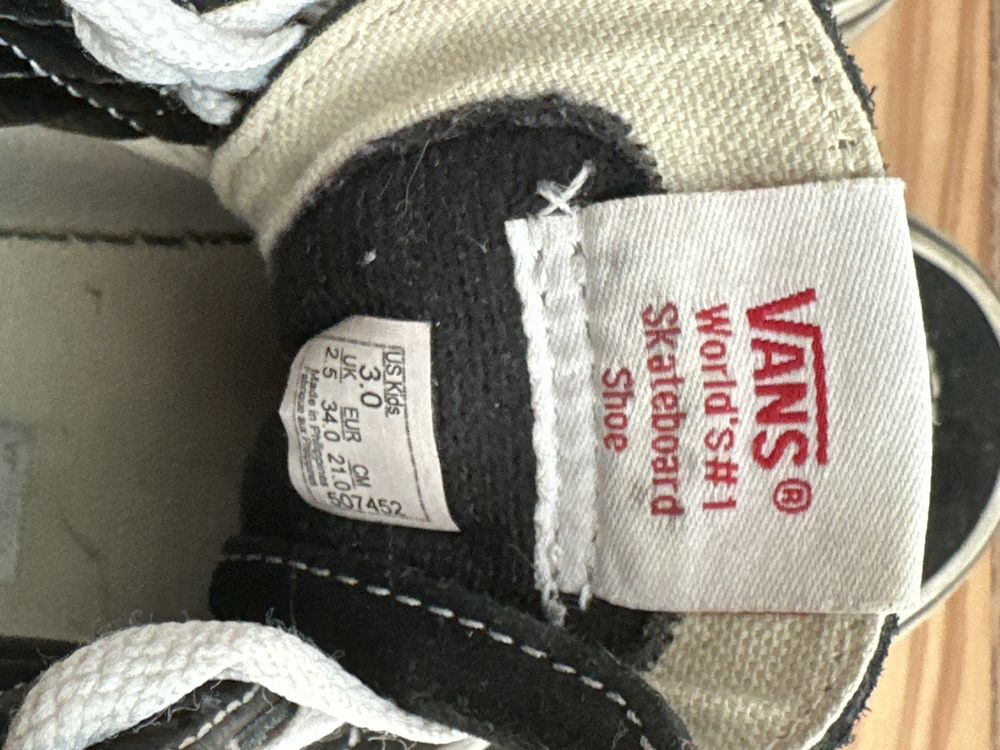 VANS®
World'S#1
Skateboard
Shoe
US Kids.
3.0
UK EUR CM
2.5 34.0 21.0
Made in Philippines
507452